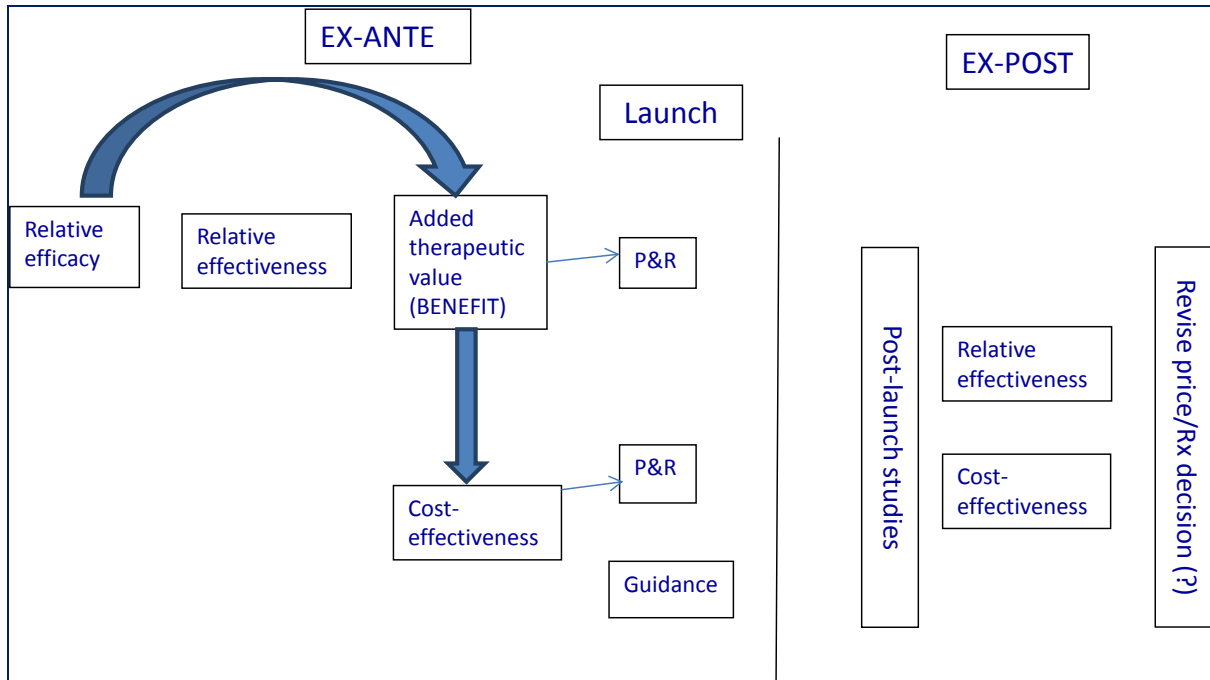 EX-ANTE
EX-POST
Launch
Relative
efficacy
Relative
effectiveness
Added
therapeutic
value
(BENEFIT)
P&R
Cost-
effectiveness
P&R
Guidance
Post-launch studies
Relative
effectiveness
Cost-
effectiveness
Revise price/Rx decision (?)